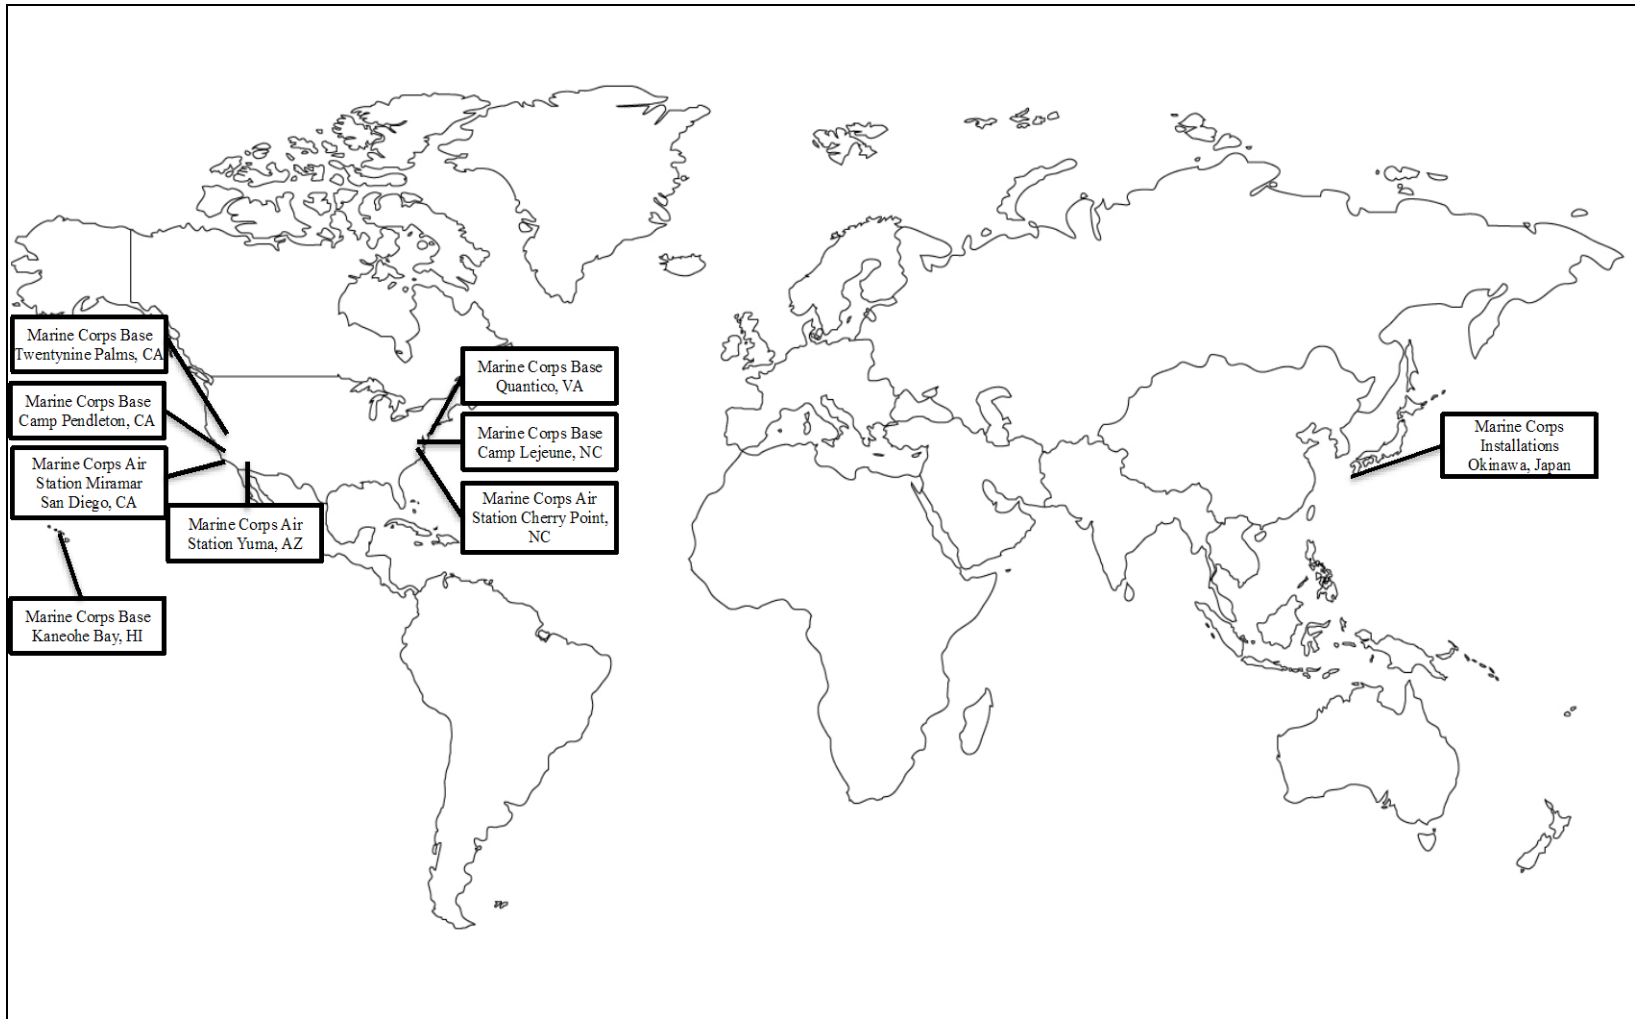 Marine Corps Base
Twentynine Palms, CA
Marine Corps Base
Camp Pendleton, CA
Marine Corps Air
Station Miramar
San Diego, CA
Marine Corps Air
Station Yuma, AZ
Marine Corps Base
Kaneohe Bay, HI
Marine Corps Base
Quantico, VA
Marine Corps Base
Camp Lejeune, NC
Marine Corps Air
Station Cherry Point,
NC
Marine Corps
Installations
Okinawa, Japan